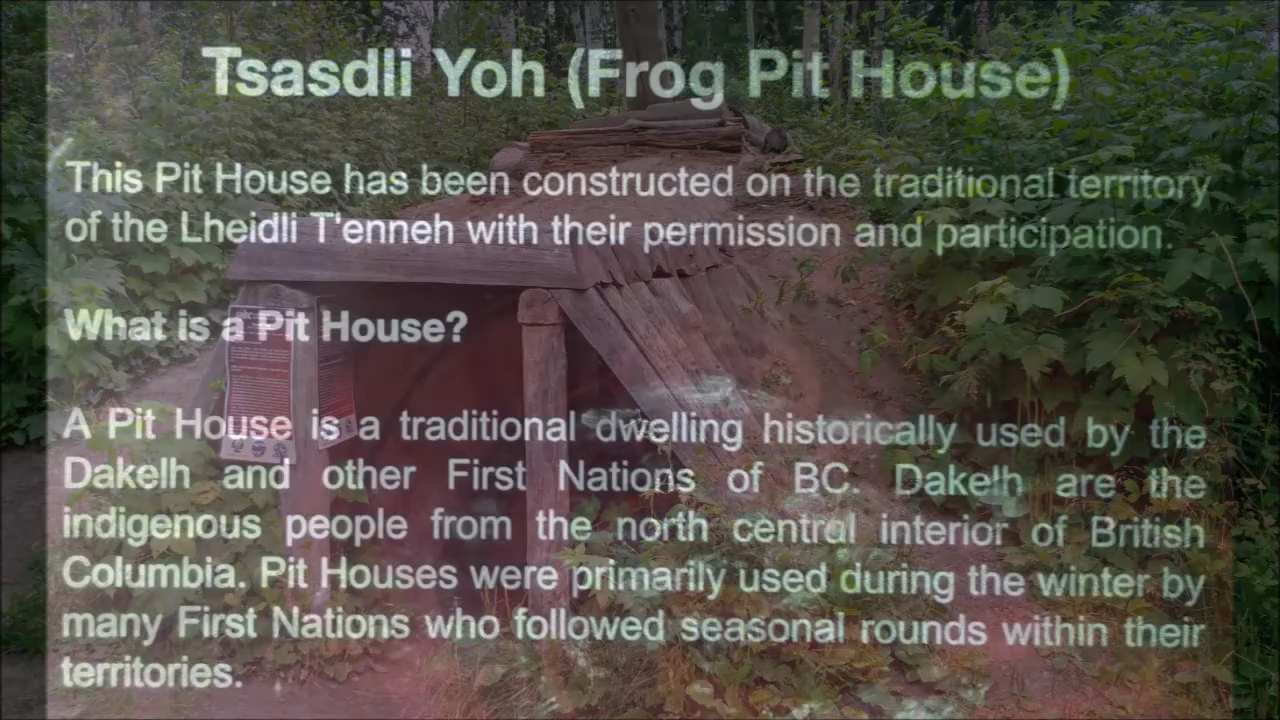 Tsasdli Yoh (Frog Pit House)
This Pit House has been constructed on the traditional territory
of the Lheidli T'enneh with their permission and participation.
What is a Pit House?
A Pit House is a traditional dwelling historically used by the
Dakelh and other First Nations of BC. Dakelh are the
indigenous people from the north central interior of British
Columbia. Pit Houses were primarily used during the winter by
many First Nations who followed seasonal rounds within their
territories.